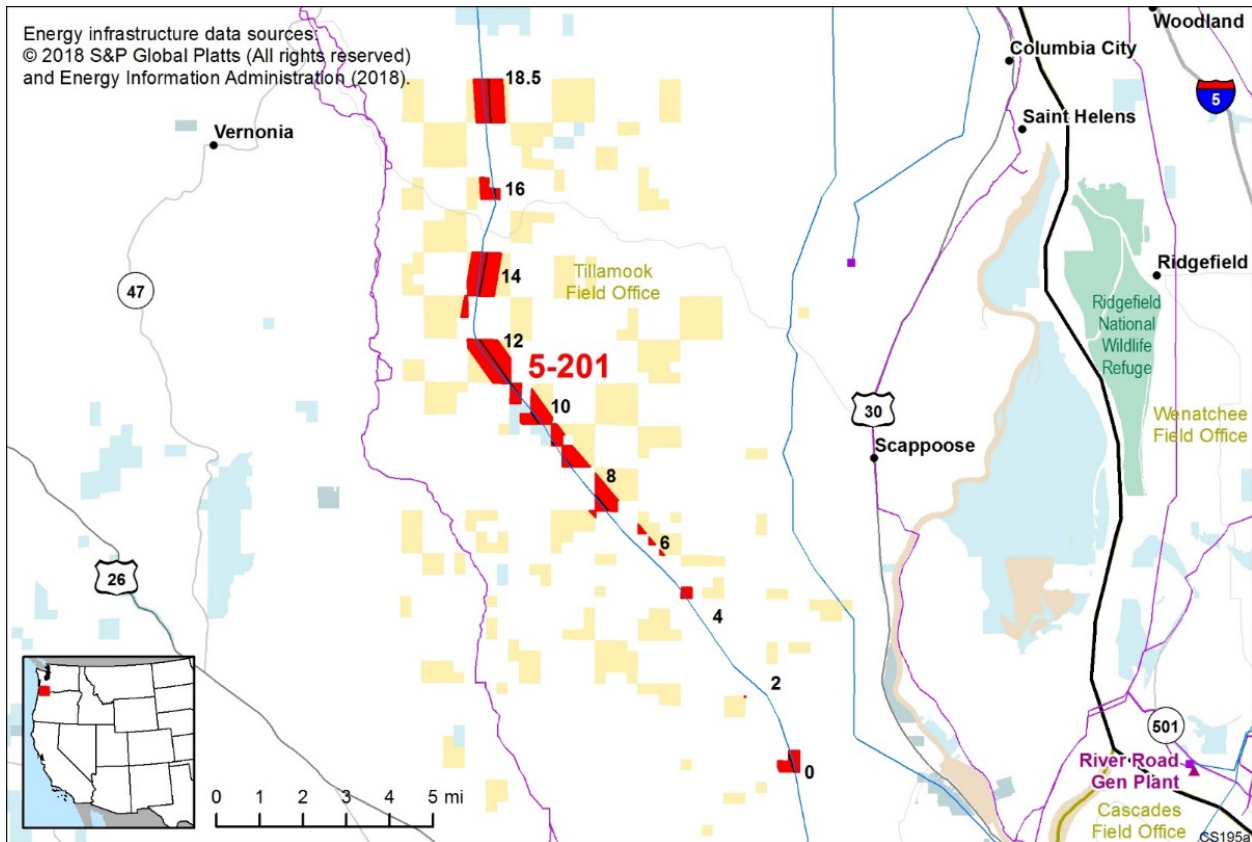 Energy infrastructure data sources:
© 2018 S&P Global Platts (All rights reserved)
and Energy Information Administration (2018).
Woodland
Columbia City
5
18.5
Saint Helens
Vernonia
16
Ridgefield
14
Tillamook
Field Office
47
Ridgefield
National
Wildlife
Refuge
12
5-201
10
30
Wenatchee
Field Office
Scappoose
8
6
26
4
2
501
0
River Road
Gen Plant
0 1 2 3 4 5 mi
Cascades
Field Office
CS195a